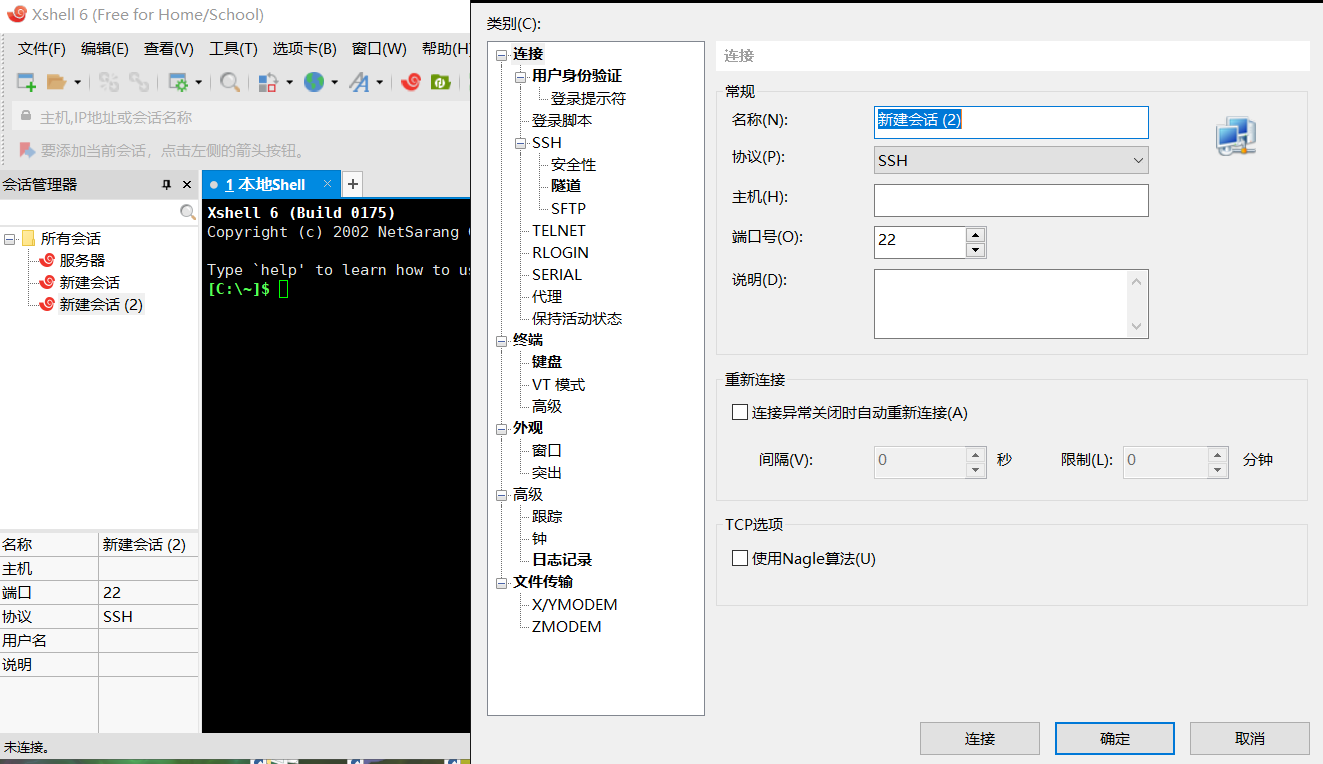 Xshell 6 (Free for Home/School)
文件(F) 编辑(E) 查看(V) 工具(T) 选项卡(B) 窗口(W) 帮助(H
主机,IP地址或会话名称
要添加当前会话，点击左侧的箭头按钮。
会话管理器
所有会话
服务器
新建会话
新建会话 (2)
名称 新建会话 (2)
主机
端口 22
协议 SSH
用户名
说明
未连接。
1 本地Shell
Xshell 6 (Build 0175)
Copyright (c) 2002 NetSarang
Type `help' to learn how to us
[C:\~]$
类别(C):
连接
用户身份验证
登录提示符
登录脚本
SSH
安全性
隧道
SFTP
TELNET
RLOGIN
SERIAL
代理
保持活动状态
终端
键盘
VT 模式
高级
外观
窗口
突出
高级
跟踪
钟
日志记录
文件传输
X/YMODEM
ZMODEM
连接
常规
名称(N): 新建会话 (2)
协议(P): SSH
主机(H):
端口号(O): 22
说明(D):
重新连接
连接异常关闭时自动重新连接(A)
间隔(V): 0 秒 限制(L): 0 分钟
TCP选项
使用Nagle算法(U)
连接 确定 取消